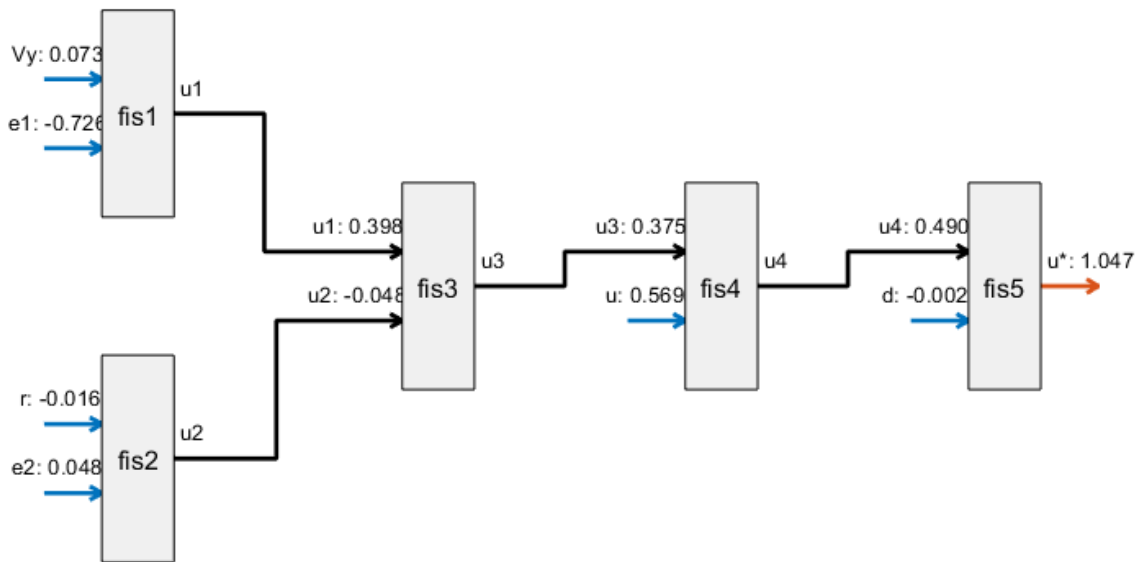 Vy: 0.073
e1: -0.726
fis1
u1
u1: 0.398
u2: -0.048
fis3
u3
u3: 0.375
u: 0.569
fis4
u4
u4: 0.490
d: -0.002
fis5
u*: 1.047
r: -0.016
e2: 0.048
fis2
u2